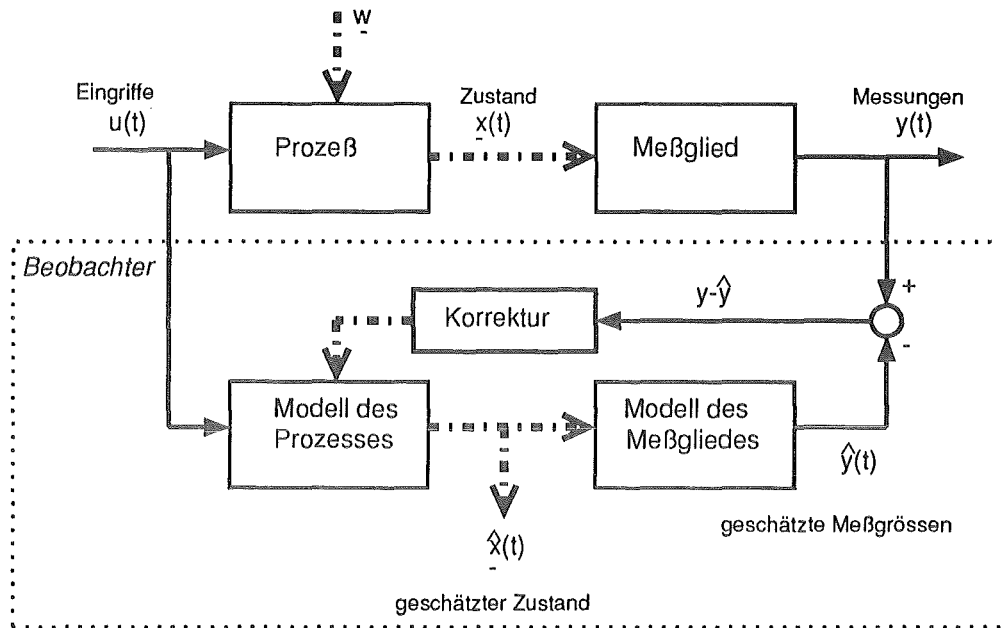 w
Eingriffe
u(t)
Prozeß
Zustand
x(t)
Meßglied
Messungen
y(t)
Beobachter
Korrektur
y-ŷ
+
-
Modell des
Prozesses
Modell des
Meßgliedes
ŷ(t)
x̂(t)
geschätzte Meßgrössen
geschätzter Zustand